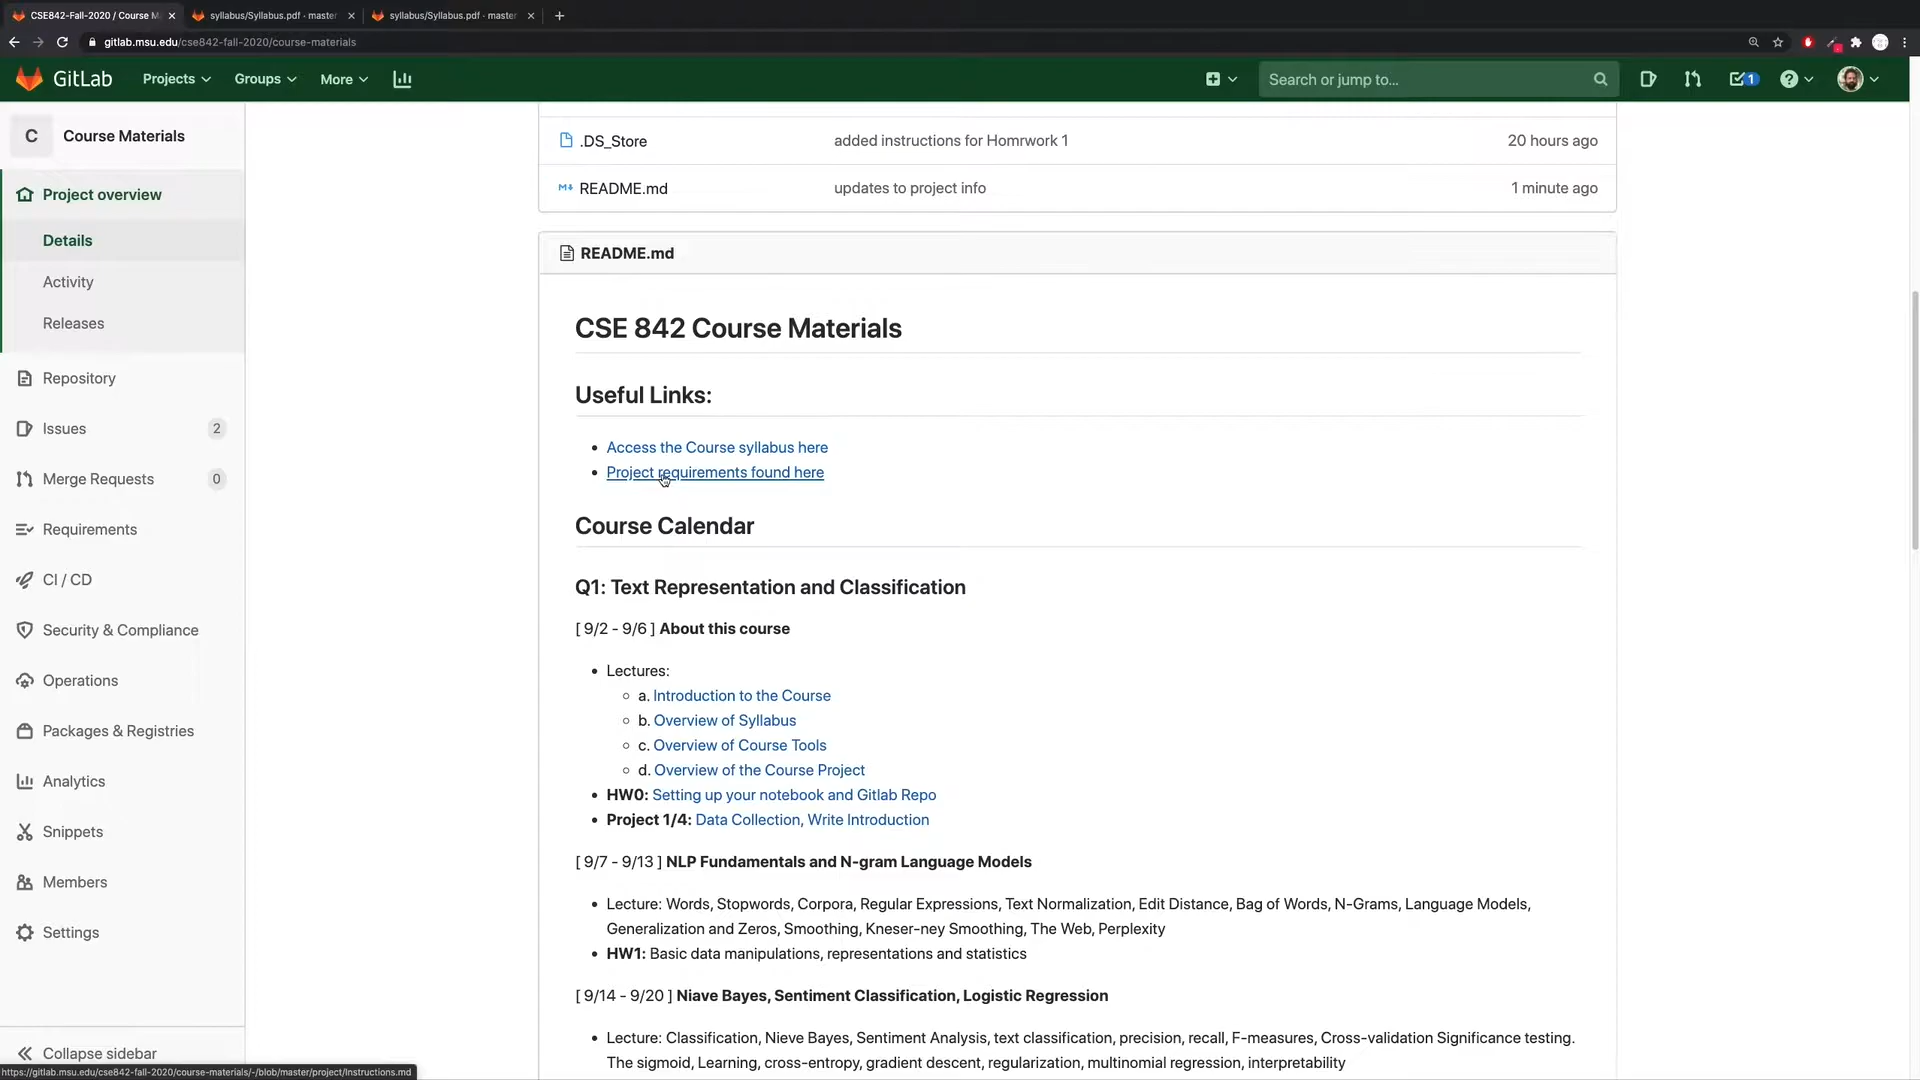 CSE842-Fall-2020 / Course M
syllabus/Syllabus.pdf · master
syllabus/Syllabus.pdf · master
gitlab.msu.edu/cse842-fall-2020/course-materials
GitLab
Projects
Groups
More
Search or jump to...
1
C
Course Materials
Project overview
Details
Activity
Releases
Repository
Issues
2
Merge Requests
0
Requirements
CI / CD
Security & Compliance
Operations
Packages & Registries
Analytics
Snippets
Members
Settings
Collapse sidebar
.DS_Store added instructions for Homrwork 1 20 hours ago
README.md updates to project info 1 minute ago
README.md
CSE 842 Course Materials
Useful Links:
Access the Course syllabus here
Project requirements found here
Course Calendar
Q1: Text Representation and Classification
[ 9/2 - 9/6 ] About this course
Lectures:
a. Introduction to the Course
b. Overview of Syllabus
c. Overview of Course Tools
d. Overview of the Course Project
HW0: Setting up your notebook and Gitlab Repo
Project 1/4: Data Collection, Write Introduction
[ 9/7 - 9/13 ] NLP Fundamentals and N-gram Language Models
Lecture: Words, Stopwords, Corpora, Regular Expressions, Text Normalization, Edit Distance, Bag of Words, N-Grams, Language Models,
Generalization and Zeros, Smoothing, Kneser-ney Smoothing, The Web, Perplexity
HW1: Basic data manipulations, representations and statistics
[ 9/14 - 9/20 ] Niave Bayes, Sentiment Classification, Logistic Regression
Lecture: Classification, Nieve Bayes, Sentiment Analysis, text classification, precision, recall, F-measures, Cross-validation Significance testing.
The sigmoid, Learning, cross-entropy, gradient descent, regularization, multinomial regression, interpretability
https://gitlab.msu.edu/cse842-fall-2020/course-materials/-/blob/master/project/Instructions.md